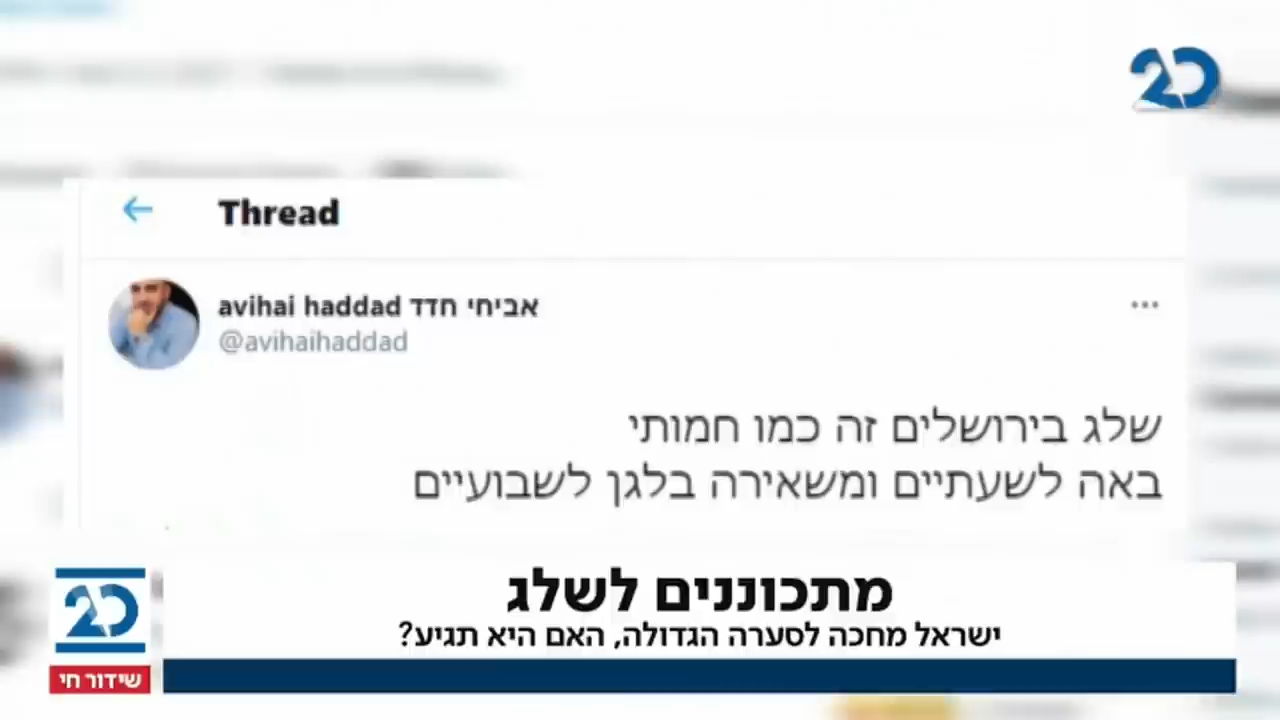 20
Thread
avihai haddad אביחי חדד
@avihaihaddad
שלג בירושלים זה כמו חמותי
באה לשעתיים ומשאירה בלגן לשבועיים
מתכוננים לשלג
ישראל מחכה לסערה הגדולה, האם היא תגיע?
20
שידור חי